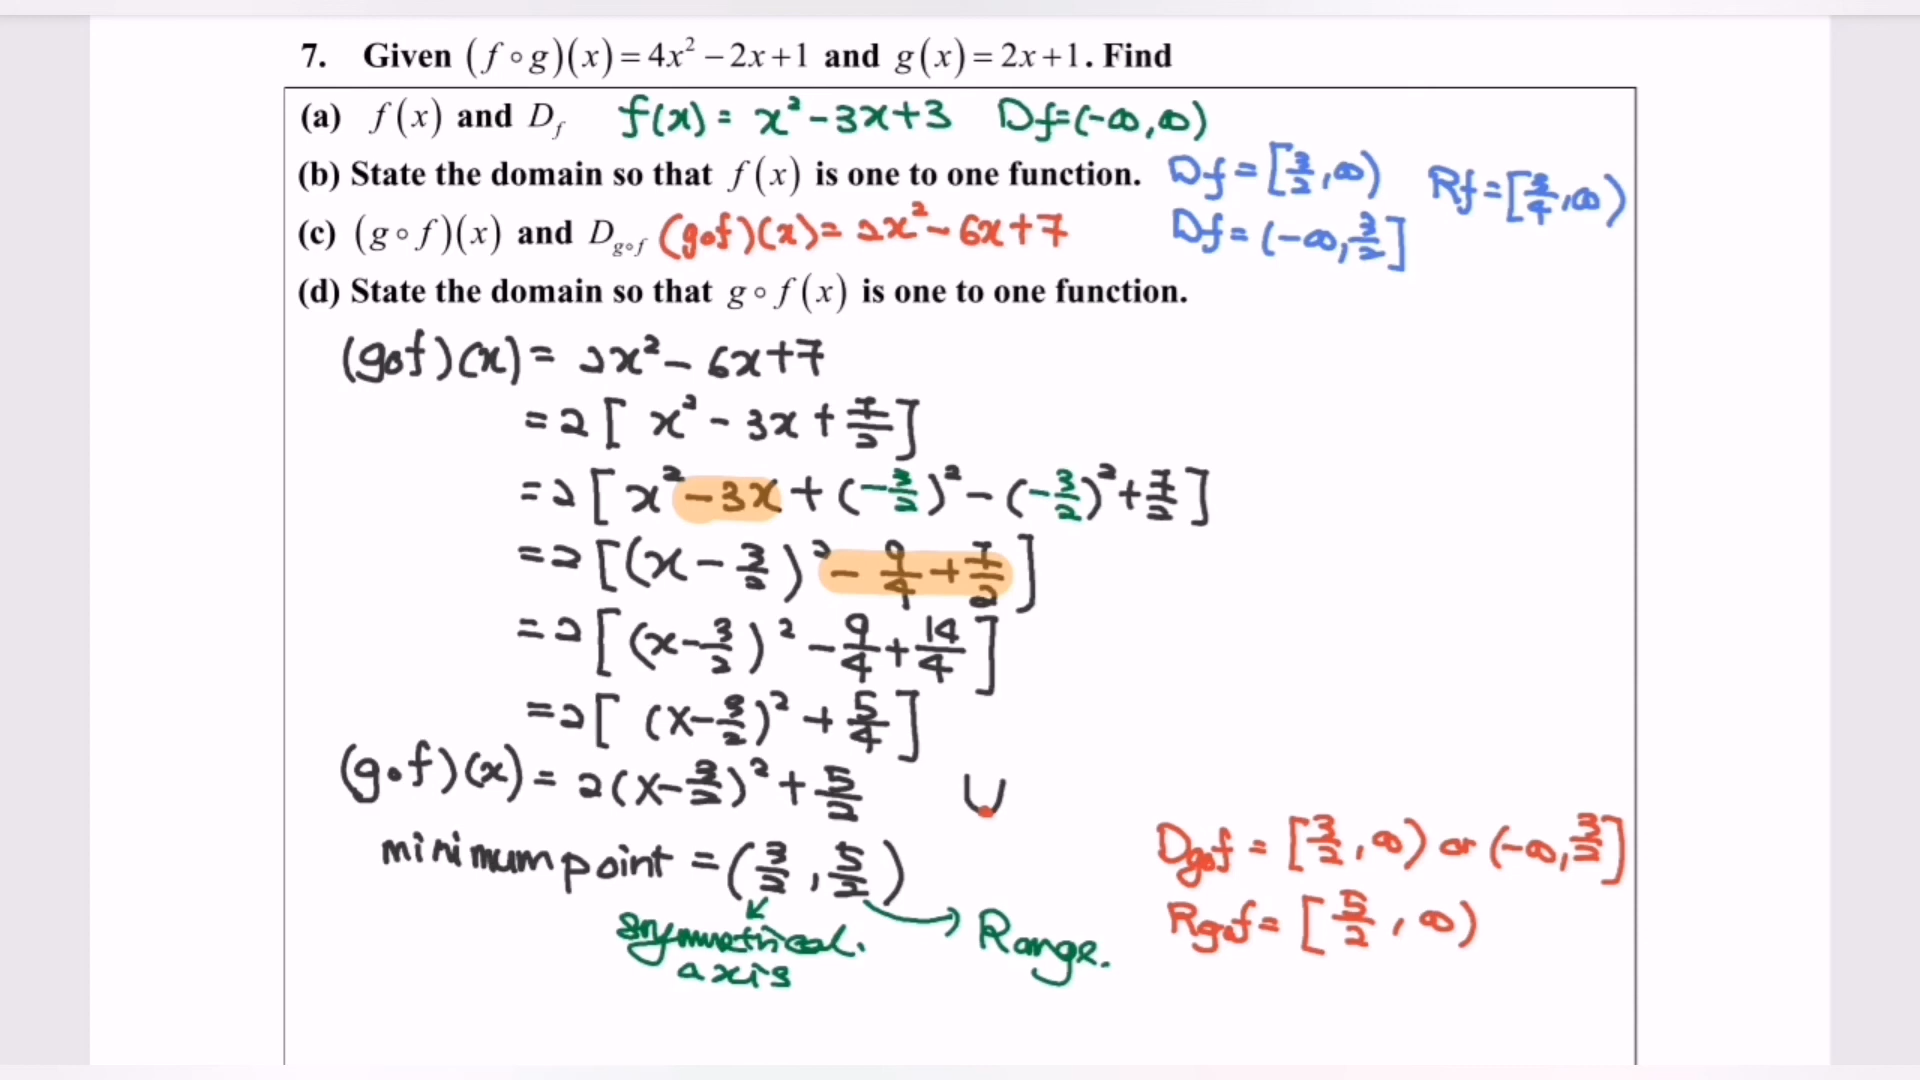 7. Given (f∘g)(x)=4x²−2x+1 and g(x)=2x+1. Find
(a) f(x) and D_f f(x) = x²-3x+3 Df=(-∞,∞)
(b) State the domain so that f(x) is one to one function. Df = [3/2,∞) Rf=[3/4,∞)
(c) (g∘f)(x) and D_g∘f (gof)(x)= 2x²- 6x+7 Df = (-∞,3/2]
(d) State the domain so that g∘f(x) is one to one function.
(gof)(x) = 2x²- 6x+7
= 2[ x² - 3x + 7/2]
= 2[ x² - 3x + (-3/2)² - (-3/2)² + 7/2]
= 2[(x - 3/2)² - 9/4 + 7/2]
= 2[(x-3/2)² - 9/4 + 14/4]
= 2[ (x-3/2)² + 5/4]
(gof)(x) = 2(x-3/2)² + 5/2
minimum point = (3/2, 5/2)
Dgof = [3/2,∞) or (-∞,3/2]
symmetrical axis
Range.
Rgof = [5/2, ∞)